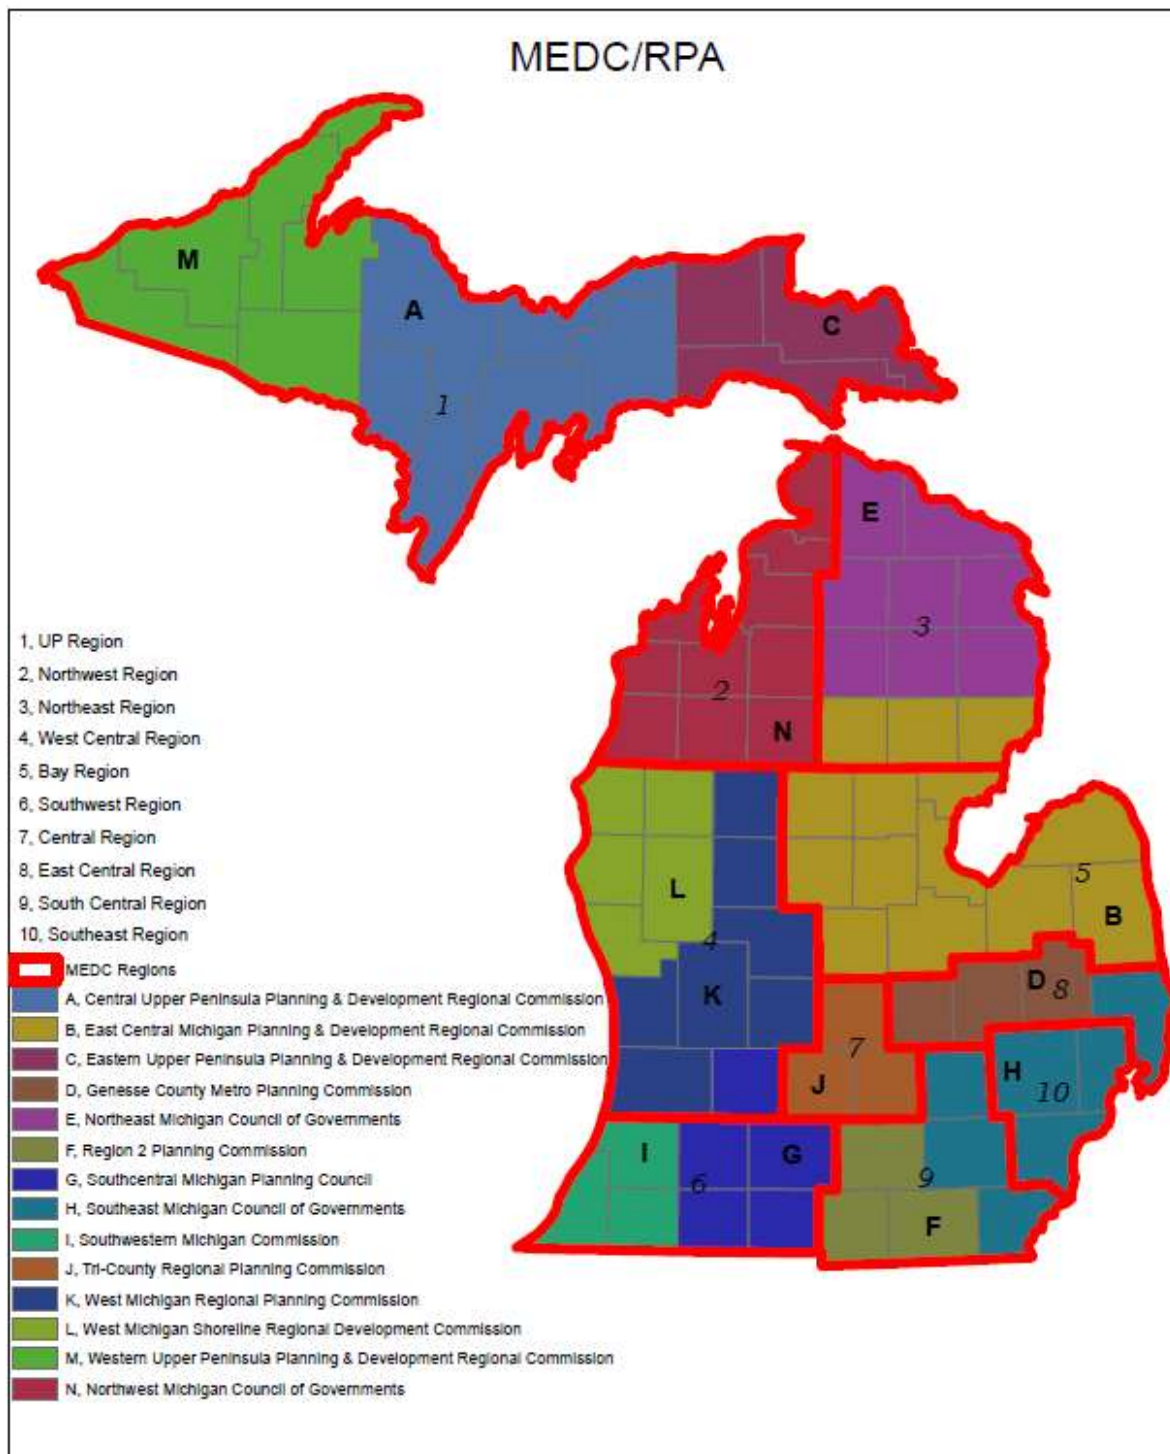 MEDC/RPA
M
A
C
1
E
3
2
N
1, UP Region
2, Northwest Region
3, Northeast Region
4, West Central Region
5, Bay Region
6, Southwest Region
7, Central Region
8, East Central Region
9, South Central Region
10, Southeast Region
L
4
K
5
B
D 8
7
J
H
10
I
6
G
9
F
MEDC Regions
A, Central Upper Peninsula Planning & Development Regional Commission
B, East Central Michigan Planning & Development Regional Commission
C, Eastern Upper Peninsula Planning & Development Regional Commission
D, Genesse County Metro Planning Commission
E, Northeast Michigan Council of Governments
F, Region 2 Planning Commission
G, Southcentral Michigan Planning Council
H, Southeast Michigan Council of Governments
I, Southwestern Michigan Commission
J, Tri-County Regional Planning Commission
K, West Michigan Regional Planning Commission
L, West Michigan Shoreline Regional Development Commission
M, Western Upper Peninsula Planning & Development Regional Commission
N, Northwest Michigan Council of Governments